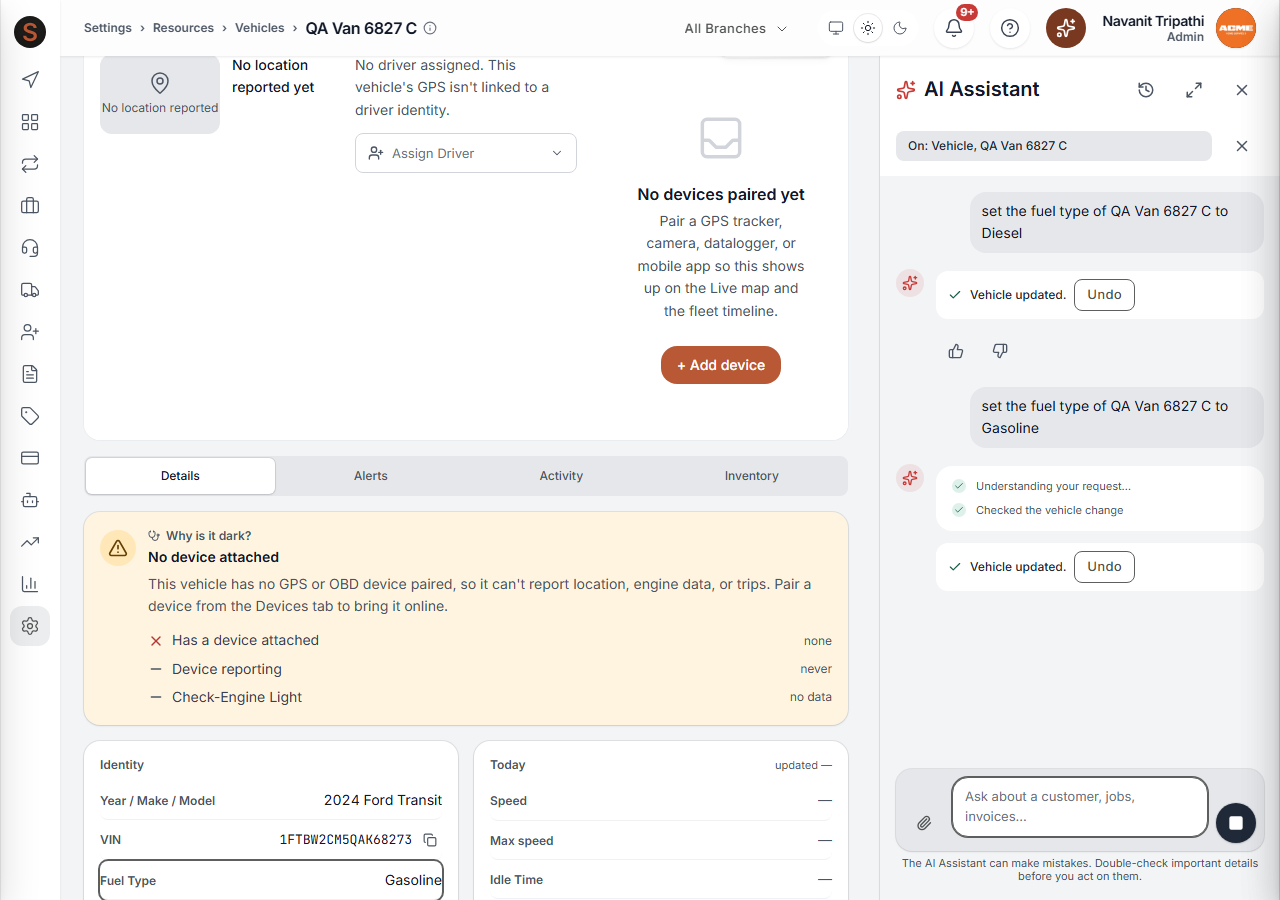 S
Settings › Resources › Vehicles › QA Van 6827 C
All Branches
9+
Navanit Tripathi
Admin
ACME
No location reported
No location
reported yet
No driver assigned. This
vehicle's GPS isn't linked to a
driver identity.
Assign Driver
No devices paired yet
Pair a GPS tracker,
camera, datalogger, or
mobile app so this shows
up on the Live map and
the fleet timeline.
+ Add device
Details
Alerts
Activity
Inventory
Why is it dark?
No device attached
This vehicle has no GPS or OBD device paired, so it can't report location, engine data, or trips. Pair a
device from the Devices tab to bring it online.
Has a device attached none
Device reporting never
Check-Engine Light no data
Identity
Year / Make / Model 2024 Ford Transit
VIN 1FTBW2CM5QAK68273
Fuel Type Gasoline
Today updated —
Speed —
Max speed —
Idle Time —
AI Assistant
On: Vehicle, QA Van 6827 C
set the fuel type of QA Van 6827 C to
Diesel
Vehicle updated. Undo
set the fuel type of QA Van 6827 C to
Gasoline
Understanding your request...
Checked the vehicle change
Vehicle updated. Undo
Ask about a customer, jobs,
invoices...
The AI Assistant can make mistakes. Double-check important details
before you act on them.